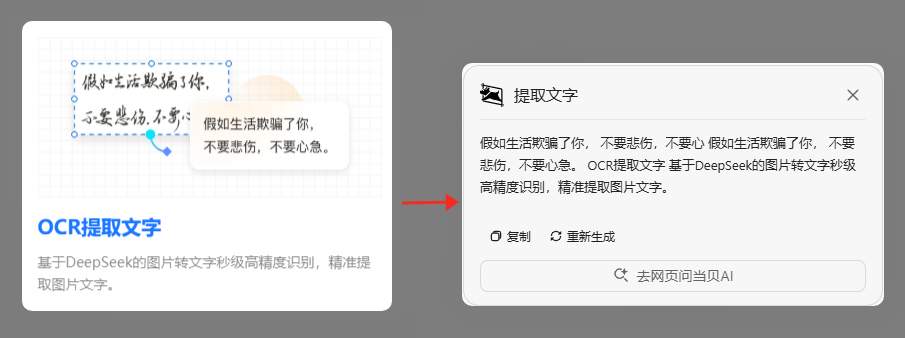 假如生活欺骗了你，
不要悲伤，不要心
假如生活欺骗了你，
不要悲伤，不要心急。
OCR提取文字
基于DeepSeek的图片转文字秒级高精度识别，精准提
取图片文字。
提取文字
假如生活欺骗了你， 不要悲伤，不要心 假如生活欺骗了你， 不要
悲伤，不要心急。 OCR提取文字 基于DeepSeek的图片转文字秒级
高精度识别，精准提取图片文字。
复制 重新生成
去网页问当贝AI